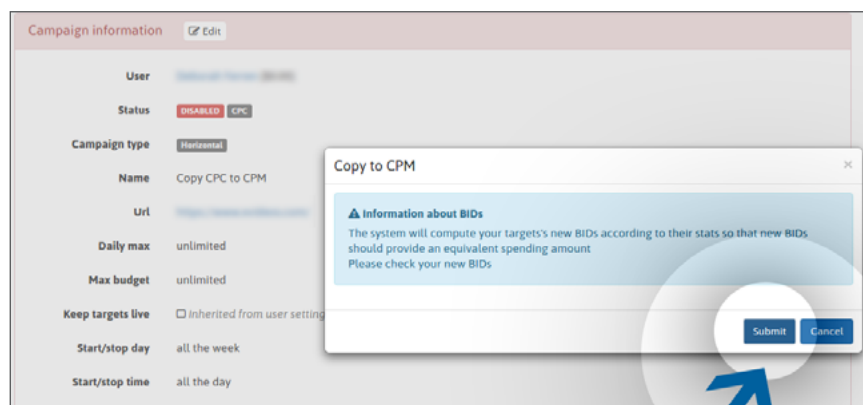 Campaign information Edit
User
Status DISABLED CPC
Campaign type Horizontal
Name Copy CPC to CPM
Url
Daily max unlimited
Max budget unlimited
Keep targets live Inherited from user setting
Start/stop day all the week
Start/stop time all the day
Copy to CPM ×
Information about BIDs
The system will compute your targets's new BIDs according to their stats so that new BIDs
should provide an equivalent spending amount
Please check your new BIDs
Submit Cancel